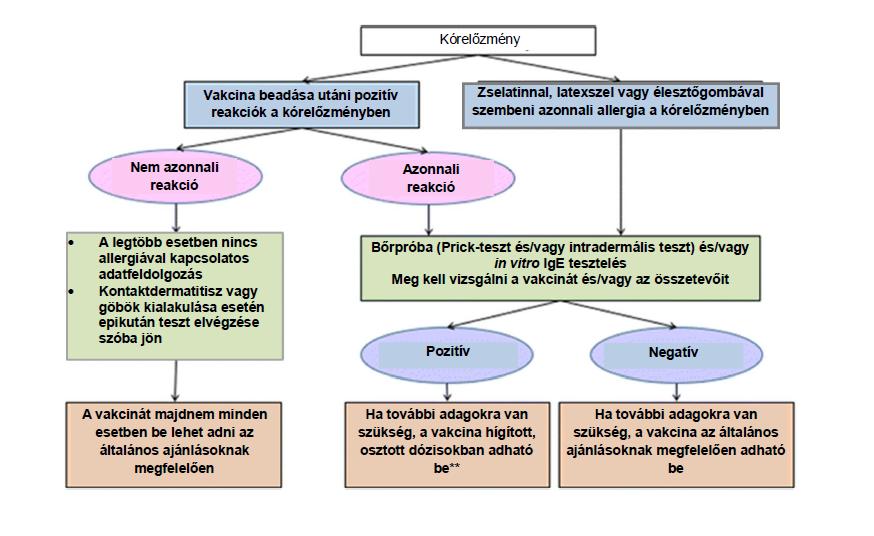 Kórelőzmény
Vakcina beadása utáni pozitív
reakciók a kórelőzményben
Zselatinnal, latexszel vagy élesztőgombával
szembeni azonnali allergia a kórelőzményben
Nem azonnali
reakció
Azonnali
reakció
• A legtöbb esetben nincs
allergiával kapcsolatos
adatfeldolgozás
• Kontaktdermatitisz vagy
göbök kialakulása esetén
epikután teszt elvégzése
szóba jön
Bőrpróba (Prick-teszt és/vagy intradermális teszt) és/vagy
in vitro IgE tesztelés
Meg kell vizsgálni a vakcinát és/vagy az összetevőit
Pozitív
Negatív
A vakcinát majdnem minden
esetben be lehet adni az
általános ajánlásoknak
megfelelően
Ha további adagokra van
szükség, a vakcina hígított,
osztott dózisokban adható
be**
Ha további adagokra van
szükség, a vakcina az általános
ajánlásoknak megfelelően adható
be